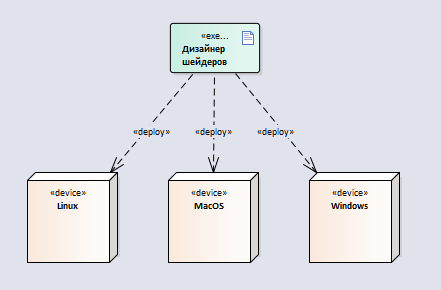 «exe...
Дизайнер
шейдеров
«deploy» «deploy» «deploy»
«device» «device» «device»
Linux MacOS Windows